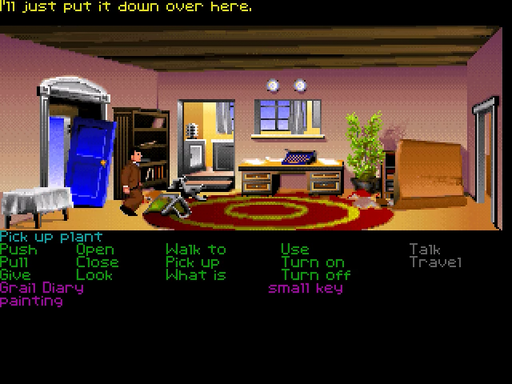 I'll just put it down over here.
Pick up plant
Push Open Walk to Use Talk
Pull Close Pick up Turn on Travel
Give Look What is Turn off
Grail Diary small key
painting